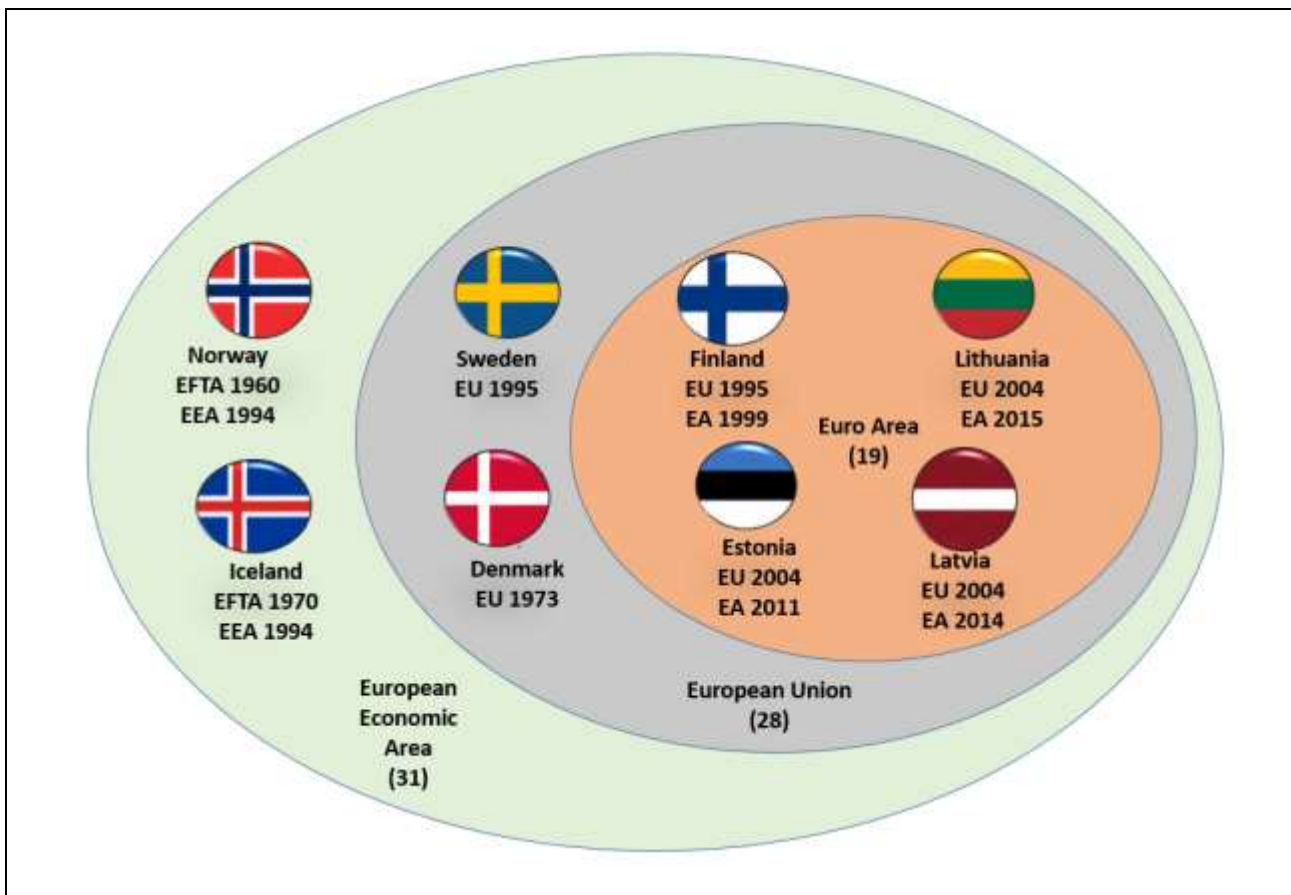 Norway
EFTA 1960
EEA 1994
Sweden
EU 1995
Finland
EU 1995
EA 1999
Lithuania
EU 2004
EA 2015
Euro Area
(19)
Iceland
EFTA 1970
EEA 1994
Denmark
EU 1973
Estonia
EU 2004
EA 2011
Latvia
EU 2004
EA 2014
European
Economic
Area
(31)
European Union
(28)